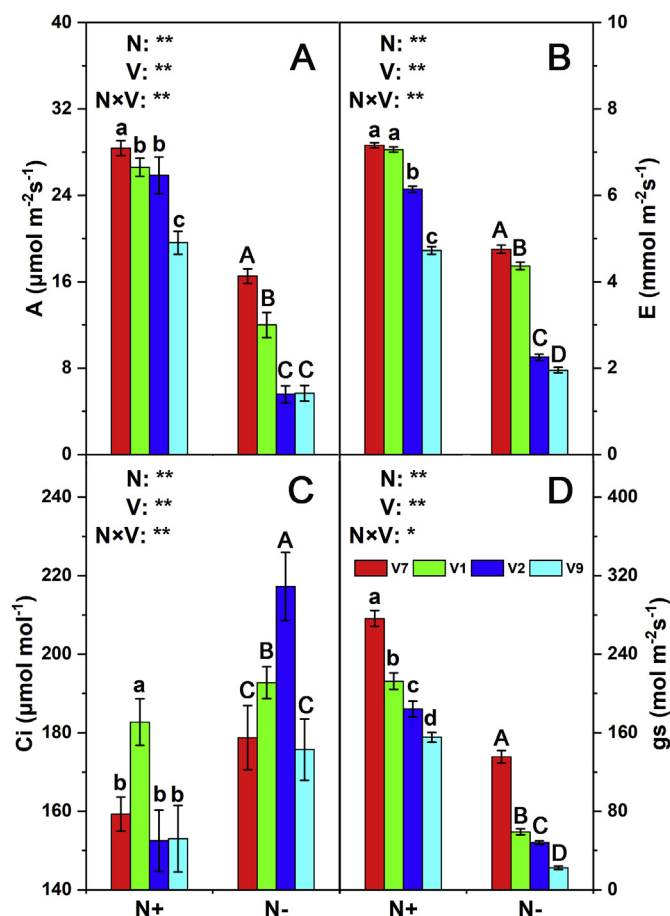 40
32
24
16
8
0
A (µmol m⁻²s⁻¹)
N: **
V: **
N×V: **
A
a
b
b
c
A
B
C
C
N: **
V: **
N×V: **
B
a
a
b
c
A
B
C
D
10
8
6
4
2
0
E (mmol m⁻²s⁻¹)
240
220
200
180
160
140
Ci (µmol mol⁻¹)
N: **
V: **
N×V: **
C
b
a
b
b
C
B
A
C
N+
N-
N: **
V: **
N×V: *
D
V7 V1 V2 V9
a
b
c
d
A
B
C
D
N+
N-
400
320
240
160
80
0
gs (mol m⁻²s⁻¹)